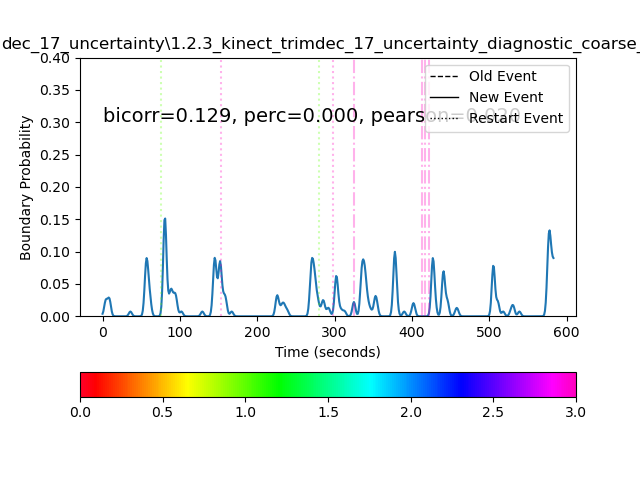 dec_17_uncertainty\1.2.3_kinect_trimdec_17_uncertainty_diagnostic_coarse_
0.40
0.35
0.30
0.25
0.20
0.15
0.10
0.05
0.00
Boundary Probability
Old Event
New Event
Restart Event
bicorr=0.129, perc=0.000, pearson=0.030
0 100 200 300 400 500 600
Time (seconds)
0.0 0.5 1.0 1.5 2.0 2.5 3.0